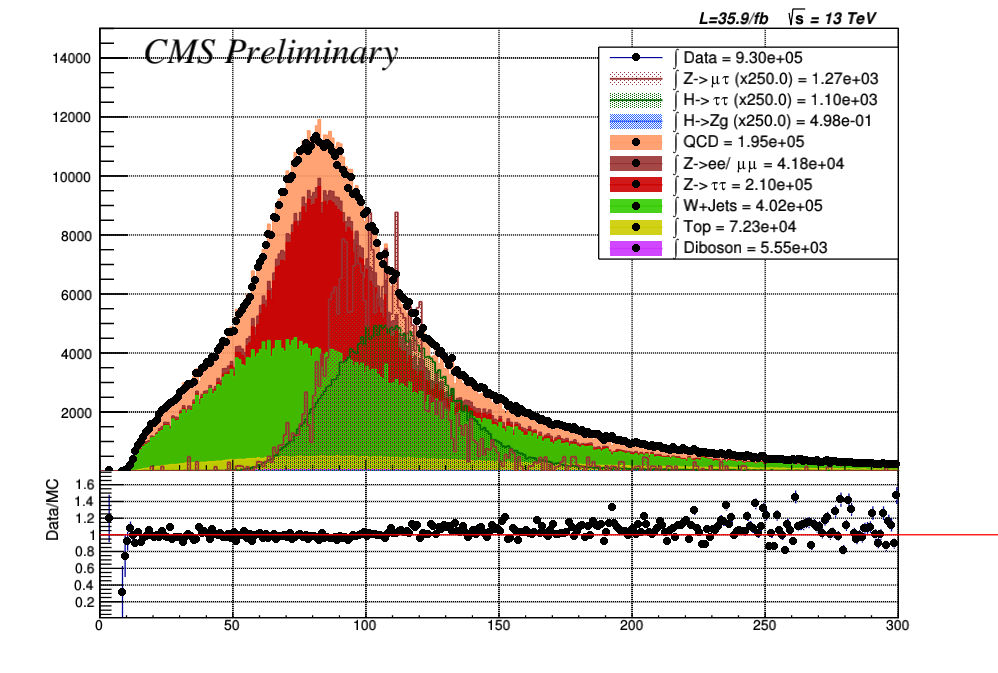 L=35.9/fb √s = 13 TeV
CMS Preliminary
14000
12000
10000
8000
6000
4000
2000
∫ Data = 9.30e+05
∫ Z->μτ (x250.0) = 1.27e+03
∫ H->ττ (x250.0) = 1.10e+03
∫ H->Zg (x250.0) = 4.98e-01
∫ QCD = 1.95e+05
∫ Z->ee/ μμ = 4.18e+04
∫ Z->ττ = 2.10e+05
∫ W+Jets = 4.02e+05
∫ Top = 7.23e+04
∫ Diboson = 5.55e+03
Data/MC
1.6
1.4
1.2
1
0.8
0.6
0.4
0.2
0 50 100 150 200 250 300